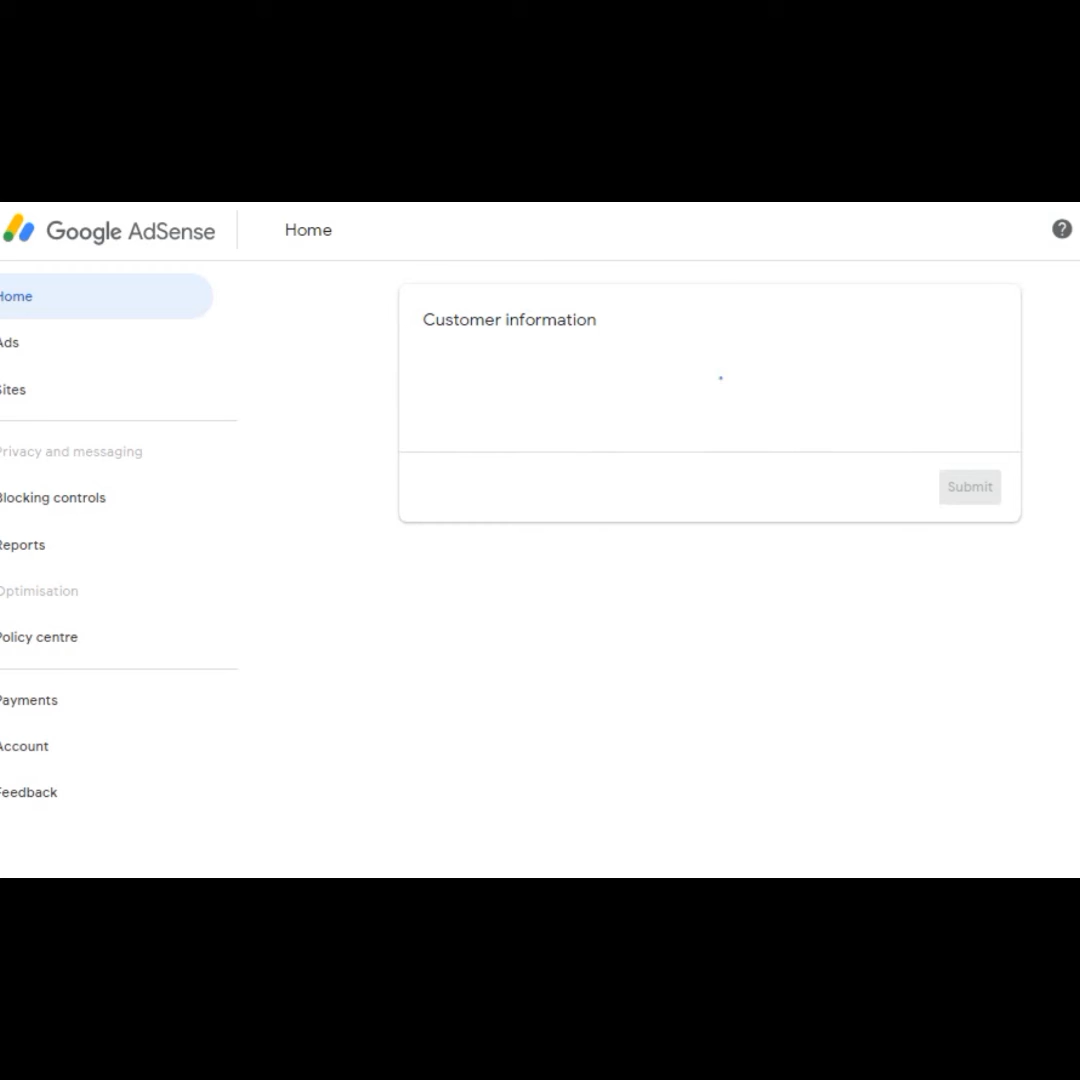 Google AdSense
Home
?
Home
Ads
Sites
Privacy and messaging
Blocking controls
Reports
Optimisation
Policy centre
Payments
Account
Feedback
Customer information
Submit